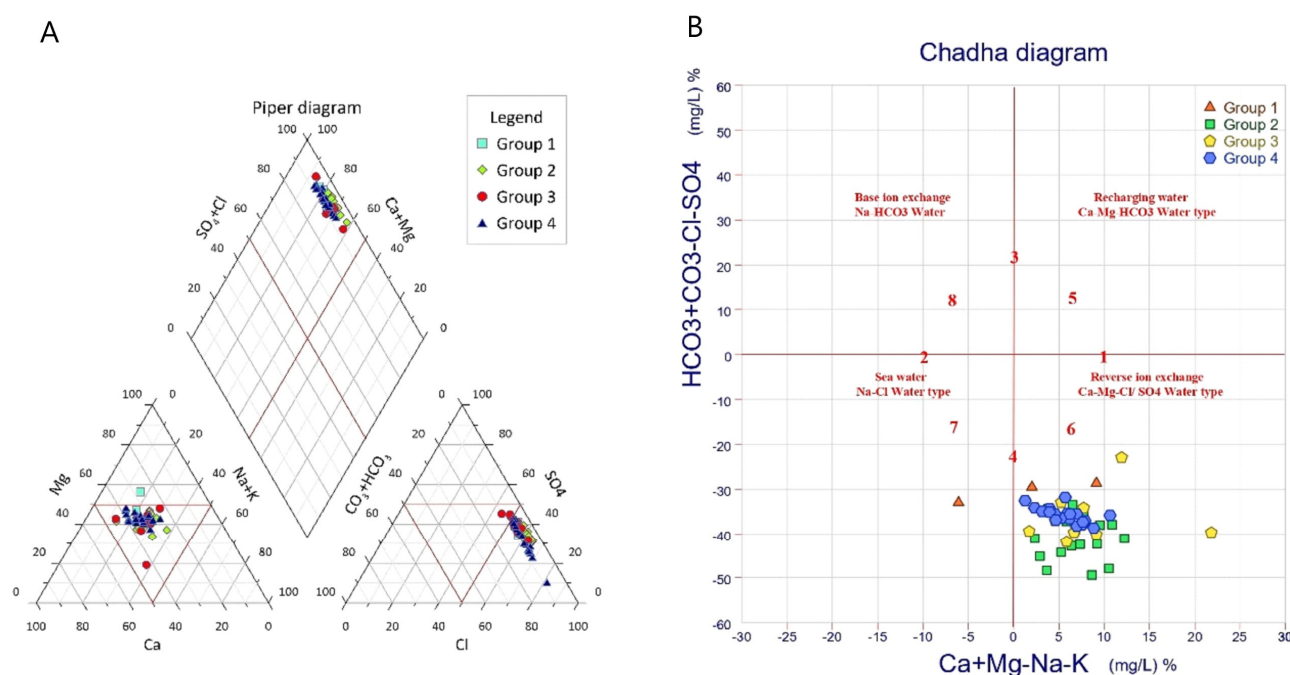 A
Piper diagram
Legend
Group 1
Group 2
Group 3
Group 4
100 100
80 80
60 60
40 40
20 20
0 0
SO₄+Cl
Ca+Mg
100 0
80 20
60 40
40 60
20 80
0 100
Mg
Na+K
100 80 60 40 20 0
Ca
100 0
80 20
60 40
40 60
20 80
0 100
CO₃+HCO₃
SO4
0 20 40 60 80 100
Cl
B
Chadha diagram
HCO3+CO3-Cl-SO4 (mg/L) %
60
50
40
30
20
10
0
-10
-20
-30
-40
-50
-60
Group 1
Group 2
Group 3
Group 4
Base ion exchange
Na-HCO3 Water
Recharging water
Ca-Mg HCO3 Water type
3
8
5
2
1
Sea water
Na-Cl Water type
Reverse ion exchange
Ca-Mg-Cl/ SO4 Water type
7
6
4
-30 -25 -20 -15 -10 -5 0 5 10 15 20 25 30
Ca+Mg-Na-K (mg/L) %